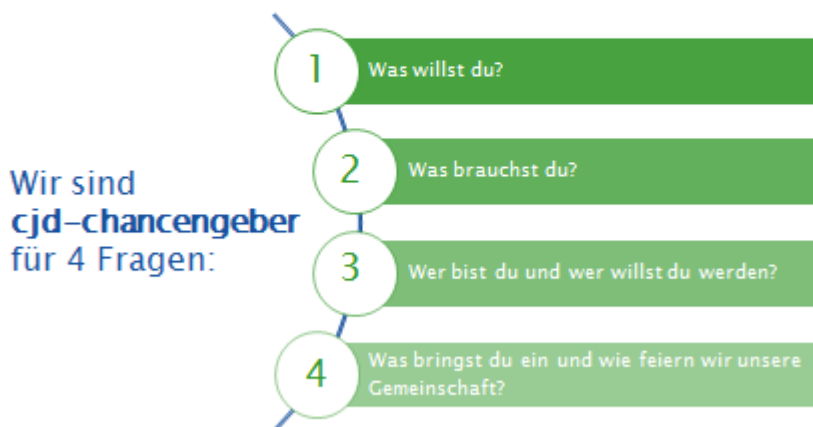 Wir sind
cjd-chancengeber
für 4 Fragen:
1
Was willst du?
2
Was brauchst du?
3
Wer bist du und wer willst du werden?
4
Was bringst du ein und wie feiern wir unsere
Gemeinschaft?